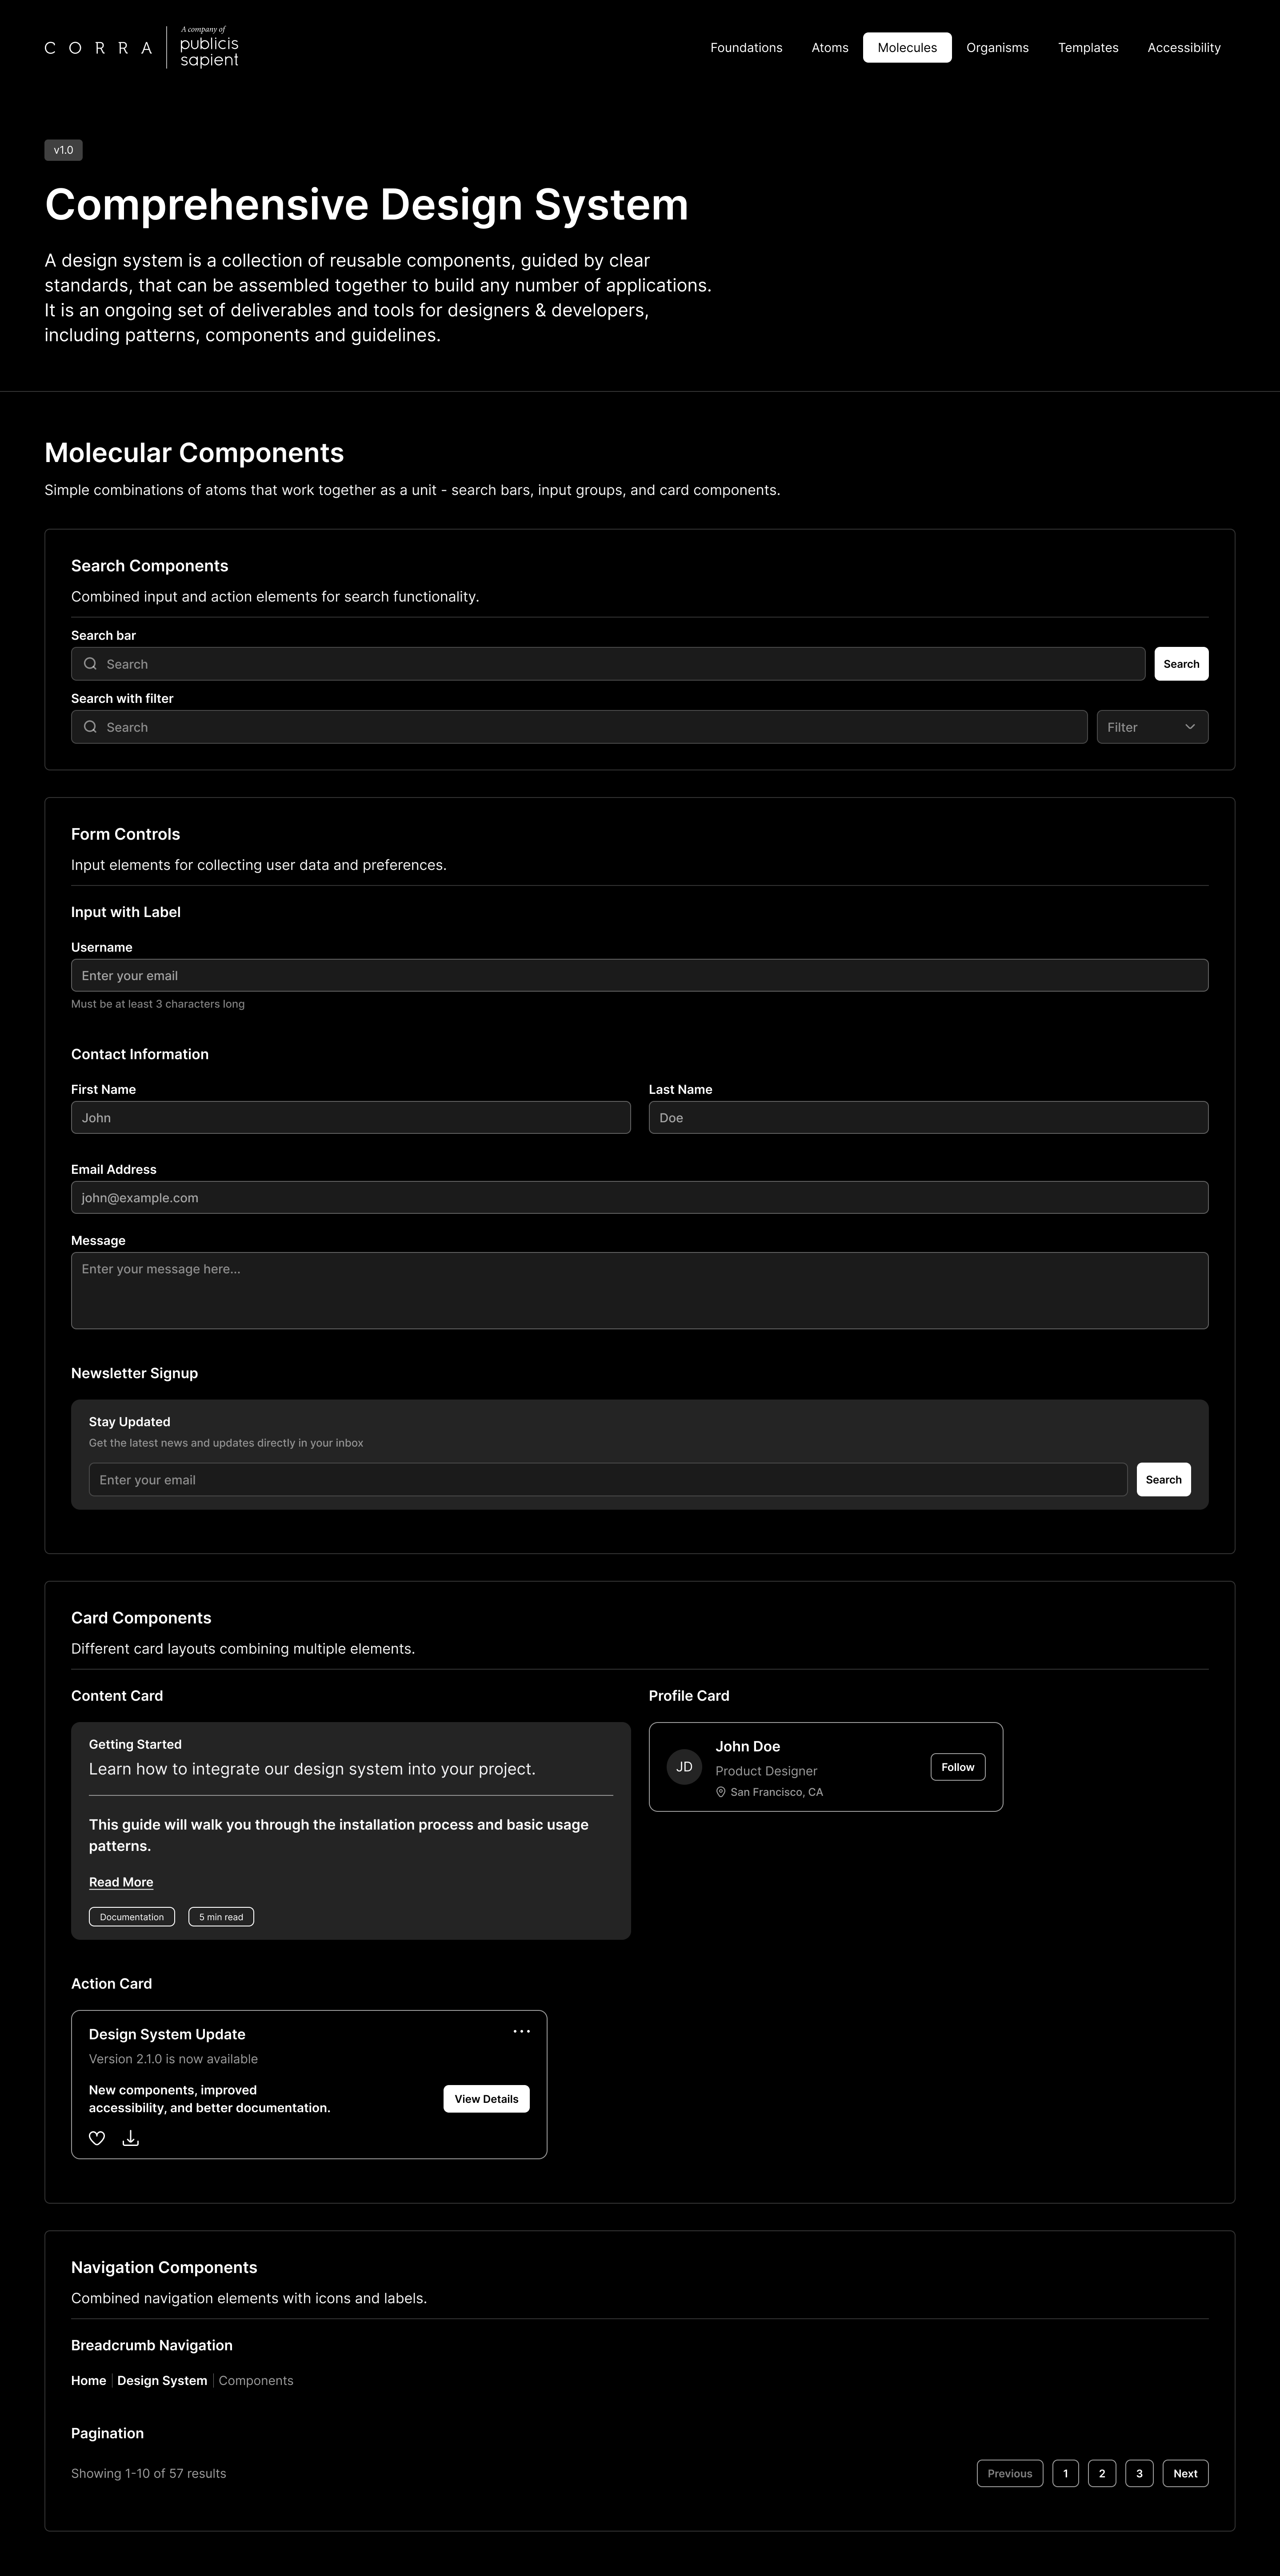 CORRA
A company of
publicis
sapient
Foundations Atoms Molecules Organisms Templates Accessibility
v1.0
Comprehensive Design System
A design system is a collection of reusable components, guided by clear
standards, that can be assembled together to build any number of applications.
It is an ongoing set of deliverables and tools for designers & developers,
including patterns, components and guidelines.
Molecular Components
Simple combinations of atoms that work together as a unit - search bars, input groups, and card components.
Search Components
Combined input and action elements for search functionality.
Search bar
Search Search
Search with filter
Search Filter
Form Controls
Input elements for collecting user data and preferences.
Input with Label
Username
Enter your email
Must be at least 3 characters long
Contact Information
First Name Last Name
John Doe
Email Address
john@example.com
Message
Enter your message here...
Newsletter Signup
Stay Updated
Get the latest news and updates directly in your inbox
Enter your email Search
Card Components
Different card layouts combining multiple elements.
Content Card
Getting Started
Learn how to integrate our design system into your project.
This guide will walk you through the installation process and basic usage
patterns.
Read More
Documentation 5 min read
Profile Card
JD
John Doe
Product Designer
San Francisco, CA
Follow
Action Card
Design System Update
Version 2.1.0 is now available
New components, improved
accessibility, and better documentation.
View Details
Navigation Components
Combined navigation elements with icons and labels.
Breadcrumb Navigation
Home | Design System | Components
Pagination
Showing 1-10 of 57 results Previous 1 2 3 Next